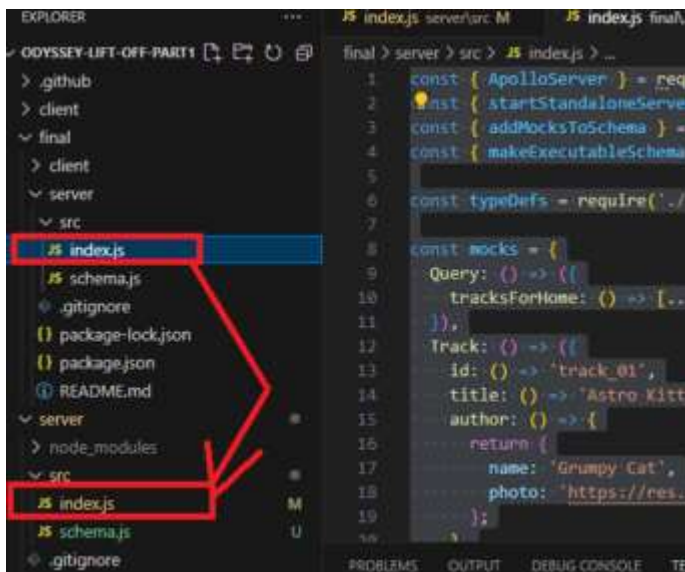 EXPLORER
ODYSSEY-LIFT-OFF-PART1
.github
client
final
client
server
src
JS index.js
JS schema.js
.gitignore
{} package-lock.json
{} package.json
README.md
server
node_modules
src
JS index.js M
JS schema.js U
.gitignore
JS index.js server\src M
JS index.js final\
final > server > src > JS index.js > ...
1 const { ApolloServer } = req
2 const { startStandaloneServe
3 const { addMocksToSchema } =
4 const { makeExecutableSchema
5
6 const typeDefs = require('./
7
8 const mocks = {
9 Query: () => ({
10 tracksForHome: () => [..
11 }),
12 Track: () => ({
13 id: () => 'track_01',
14 title: () => 'Astro Kitt
15 author: () => {
16 return {
17 name: 'Grumpy Cat',
18 photo: 'https://res.
19 };
20 }
PROBLEMS OUTPUT DEBUG CONSOLE TE